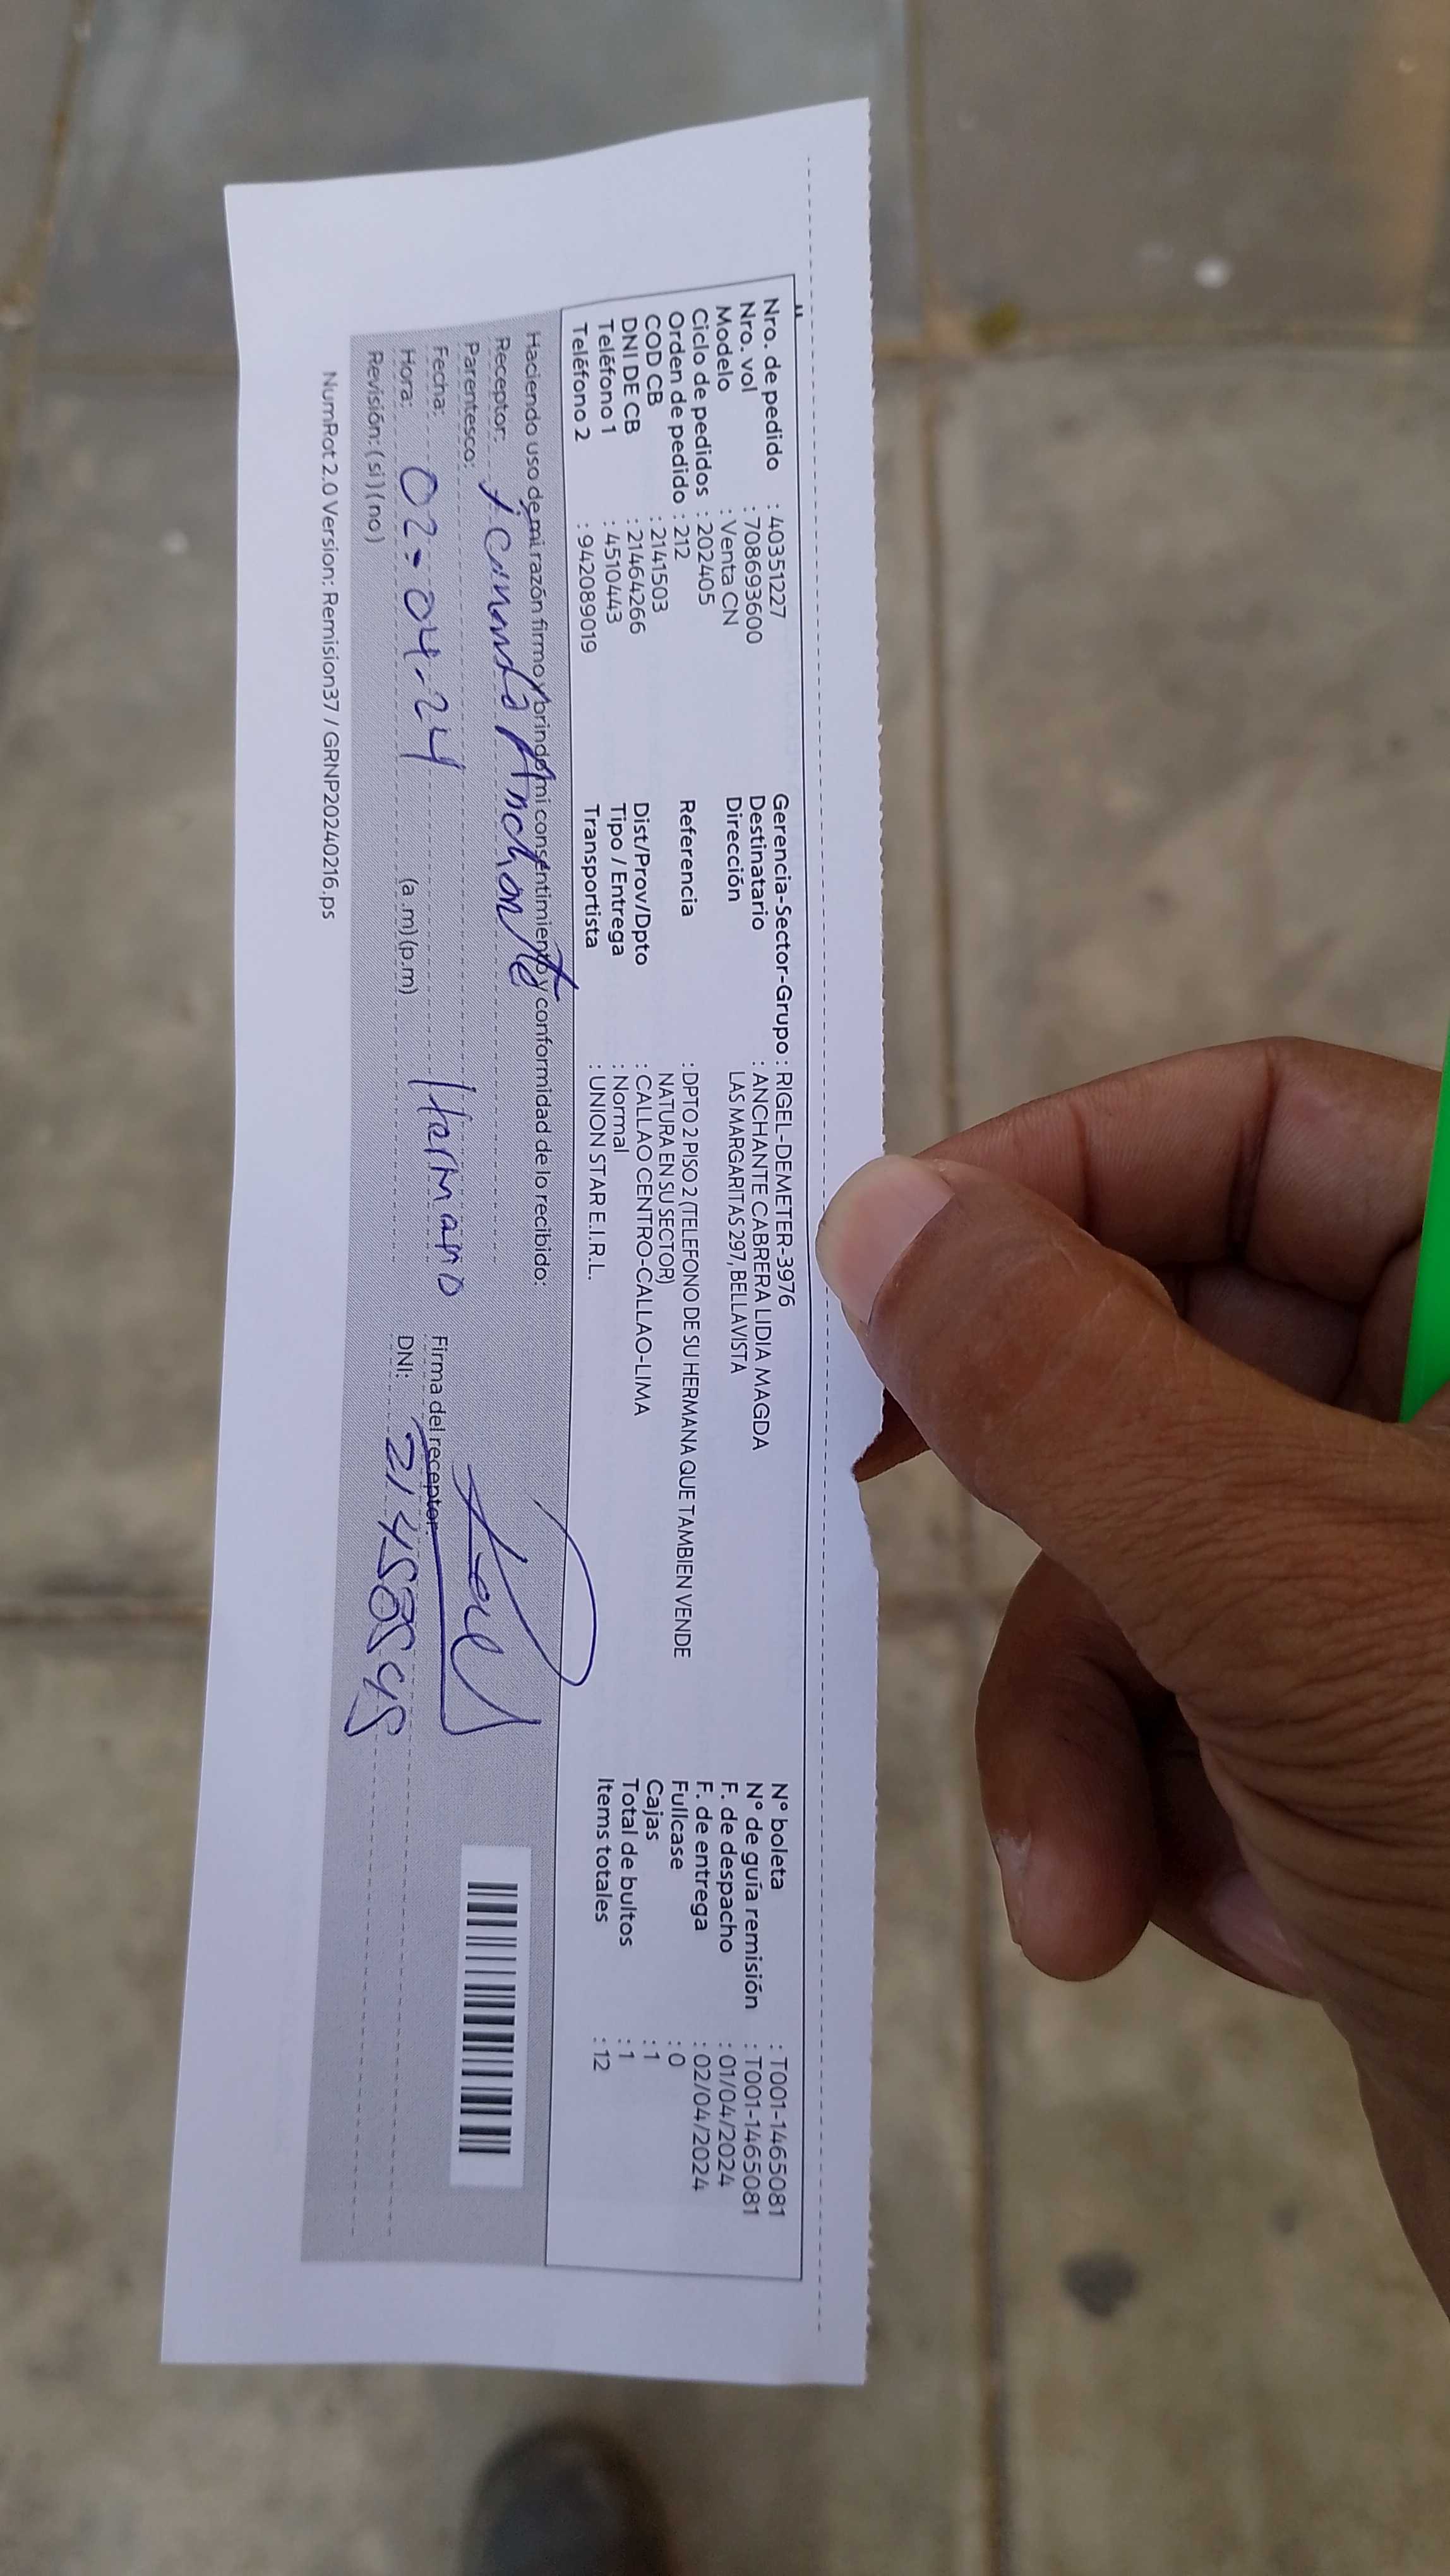 Nro. de pedido : 40351227
Nro. vol : 708693600
Modelo : Venta CN
Ciclo de pedidos : 202405
Orden de pedido : 212
COD CB : 2141503
DNI DE CB : 21464266
Teléfono 1 : 4510443
Teléfono 2 : 942089019
Gerencia-Sector-Grupo : RIGEL-DEMETER-3976
Destinatario : ANCHANTE CABRERA LIDIA MAGDA
Dirección LAS MARGARITAS 297, BELLAVISTA
Referencia : DPTO 2 PISO 2 (TELEFONO DE SU HERMANA QUE TAMBIEN VENDE
NATURA EN SU SECTOR)
Dist/Prov/Dpto : CALLAO CENTRO-CALLAO-LIMA
Tipo / Entrega : Normal
Transportista : UNION STAR E.I.R.L.
N° boleta : T001-1465081
N° de guía remisión : T001-1465081
F. de despacho : 01/04/2024
F. de entrega : 02/04/2024
Fullcase : 0
Cajas : 1
Total de bultos : 1
Items totales : 12
Haciendo uso de mi razón firmo y brindo mi consentimiento y conformidad de lo recibido:
Receptor: Anchante
Parentesco: Hermano
Fecha: 02-04-24
Hora: (a.m)(p.m)
Revisión: (si)(no)
Firma del receptor:
DNI: 21458545
NumRot 2.0 Version: Remision37 / GRNP20240216.ps